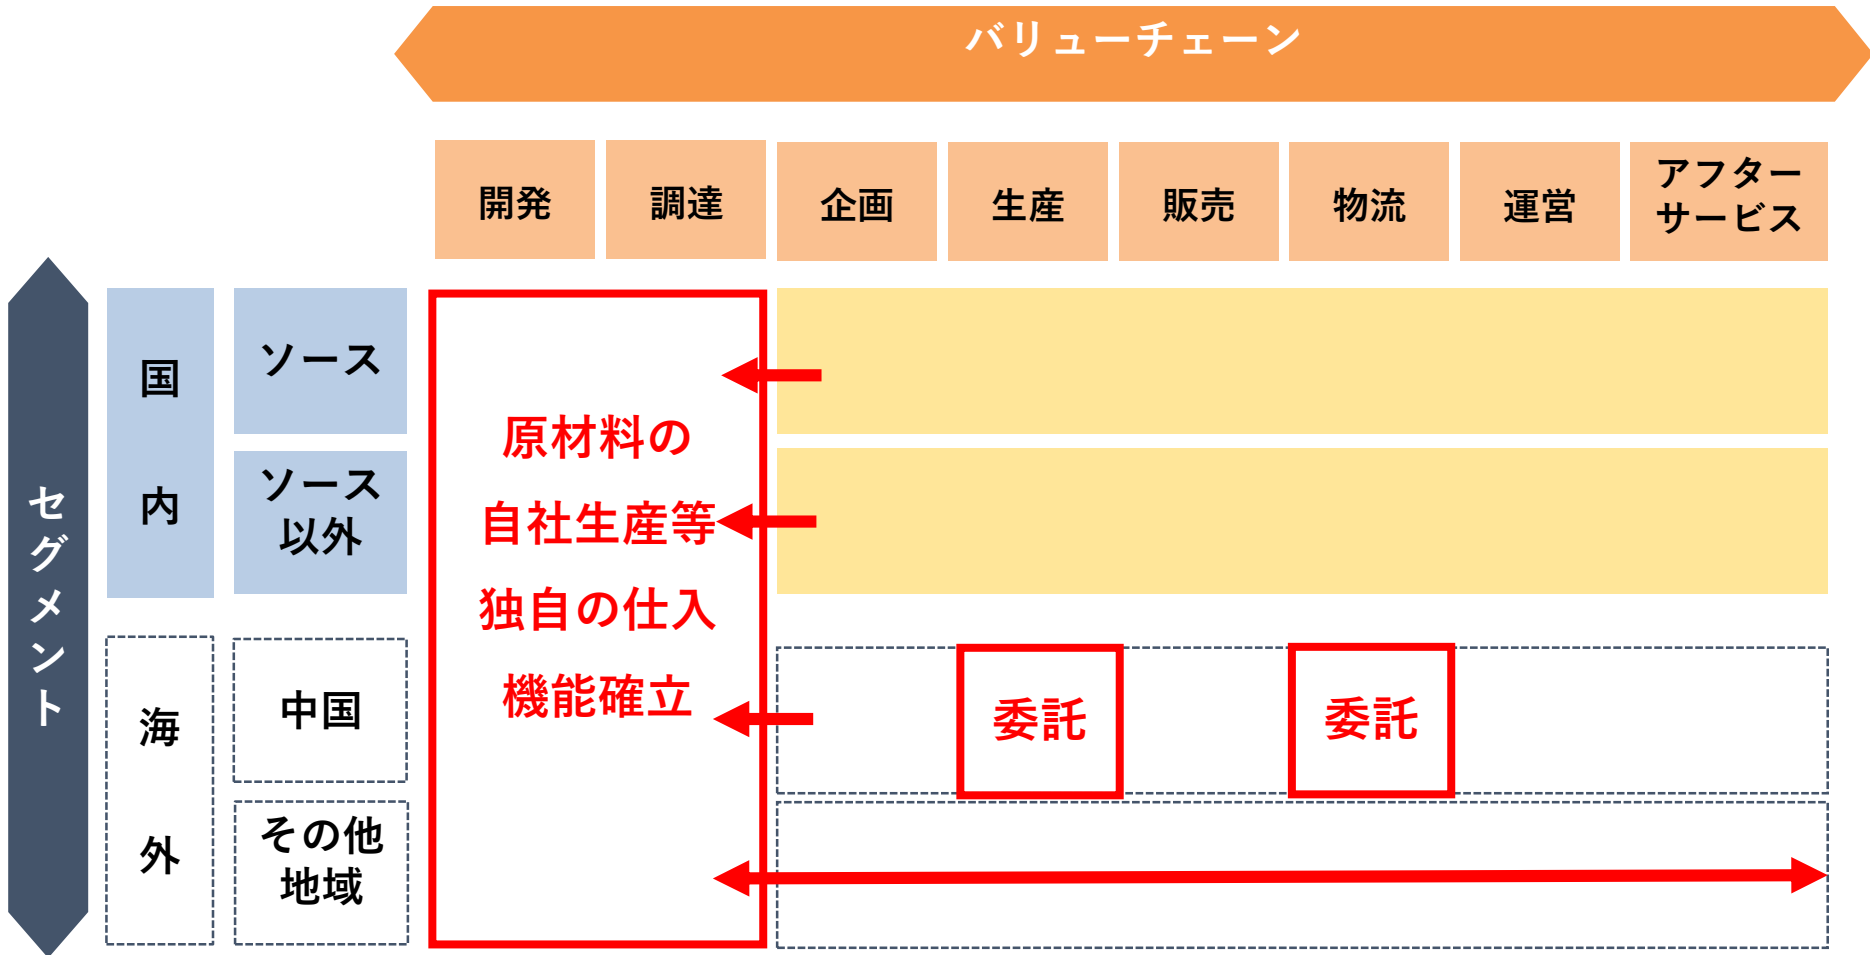 バリューチェーン
開発
調達
企画
生産
販売
物流
運営
アフター
サービス
セグメント
国内
ソース
ソース
以外
海外
中国
その他
地域
原材料の
自社生産等
独自の仕入
機能確立
委託
委託